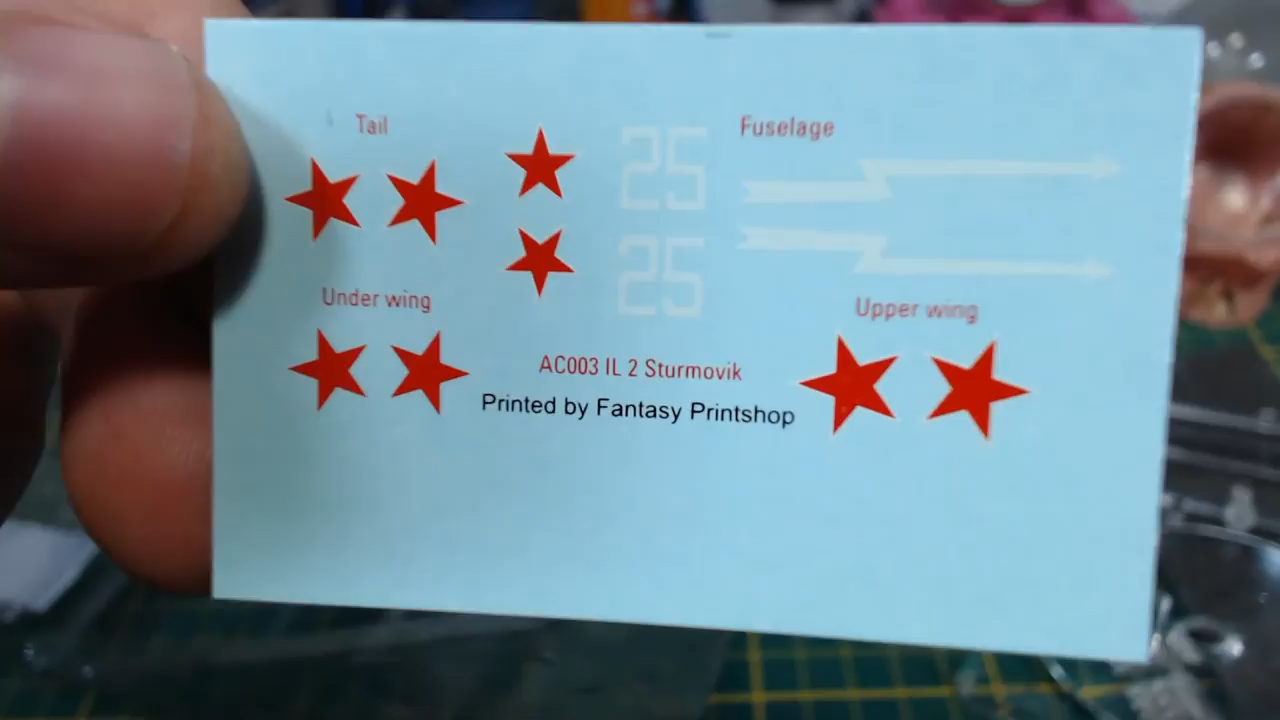 Tail
25
Fuselage
25
Under wing
Upper wing
AC003 IL 2 Sturmovik
Printed by Fantasy Printshop